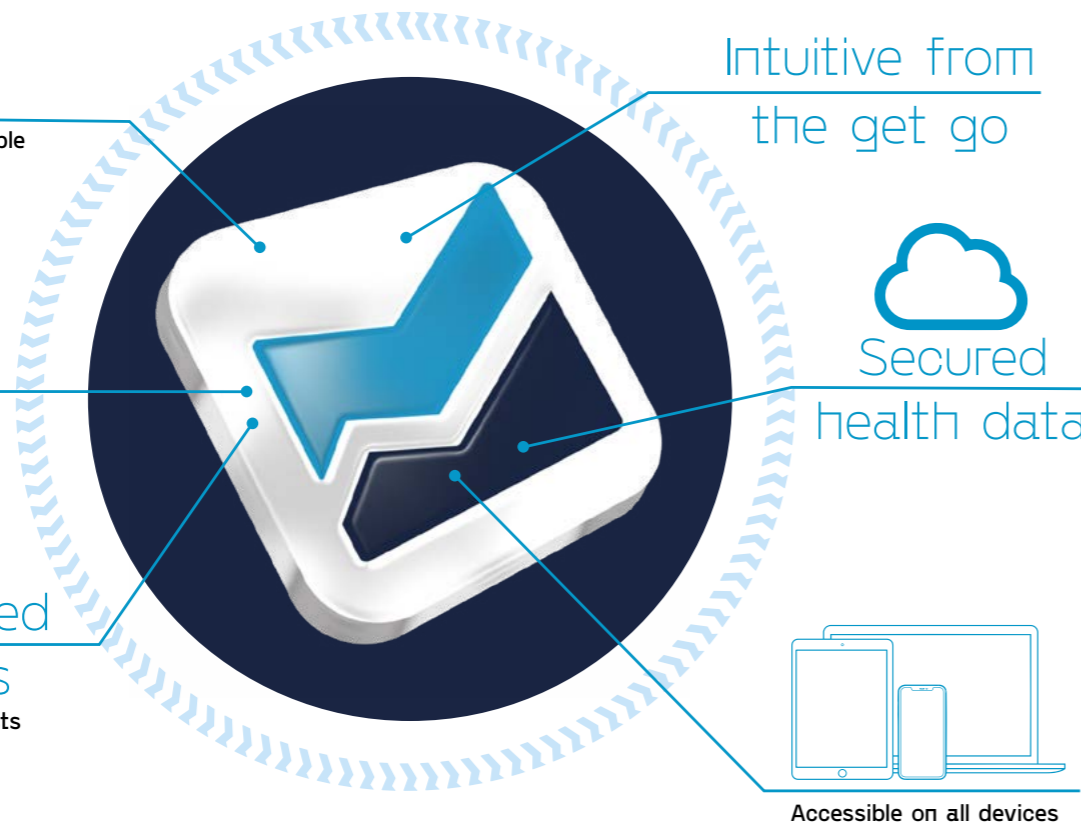 Intuitive from
the get go
Secured
health data
Accessible on all devices